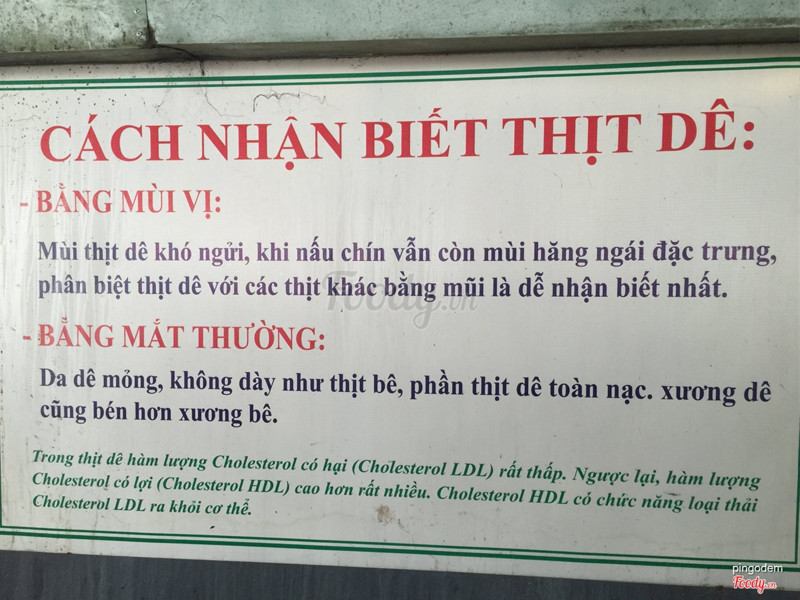 CÁCH NHẬN BIẾT THỊT DÊ:
- BẰNG MÙI VỊ:
Mùi thịt dê khó ngửi, khi nấu chín vẫn còn mùi hăng ngái đặc trưng,
phân biệt thịt dê với các thịt khác bằng mũi là dễ nhận biết nhất.
Foody.vn
- BẰNG MẮT THƯỜNG:
Da dê mỏng, không dày như thịt bê, phần thịt dê toàn nạc. xương dê
cũng bén hơn xương bê.
Trong thịt dê hàm lượng Cholesterol có hại (Cholesterol LDL) rất thấp. Ngược lại, hàm lượng
Cholesterol có lợi (Cholesterol HDL) cao hơn rất nhiều. Cholesterol HDL có chức năng loại thải
Cholesterol LDL ra khỏi cơ thể.
pingodem
Foody.vn